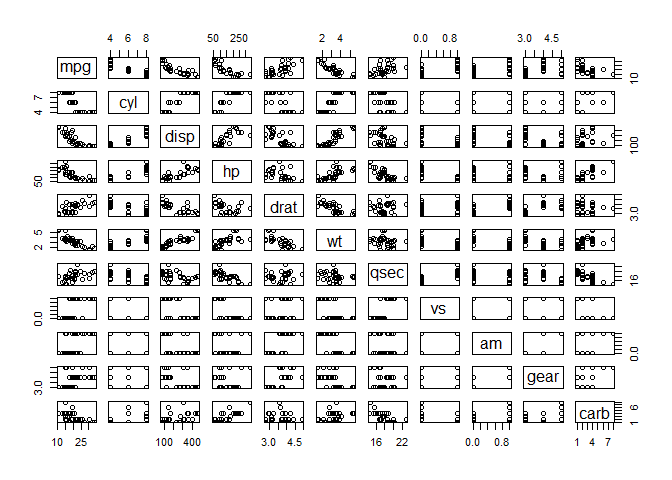 4 6 8 50 250 2 4 0.0 0.8 3.0 4.5
mpg 10
4 7 cyl
disp 100
50 hp
drat 3.0
2 5 wt
qsec 16
0.0 vs
am 0.0
3.0 gear
carb 1 6
10 25 100 400 3.0 4.5 16 22 0.0 0.8 1 4 7